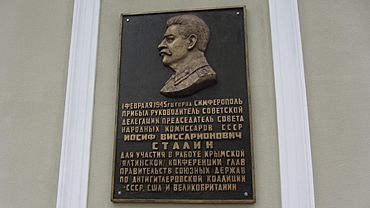 1 ФЕВРАЛЯ 1945 г. В ГОРОД СИМФЕРОПОЛЬ
ПРИБЫЛ РУКОВОДИТЕЛЬ СОВЕТСКОЙ
ДЕЛЕГАЦИИ ПРЕДСЕДАТЕЛЬ СОВЕТА
НАРОДНЫХ КОМИССАРОВ СССР
ИОСИФ ВИССАРИОНОВИЧ
СТАЛИН
ДЛЯ УЧАСТИЯ В РАБОТЕ КРЫМСКОЙ
(ЯЛТИНСКОЙ) КОНФЕРЕНЦИИ ГЛАВ
ПРАВИТЕЛЬСТВ СОЮЗНЫХ ДЕРЖАВ
ПО АНТИГИТЛЕРОВСКОЙ КОАЛИЦИИ
-СССР, США И ВЕЛИКОБРИТАНИИ